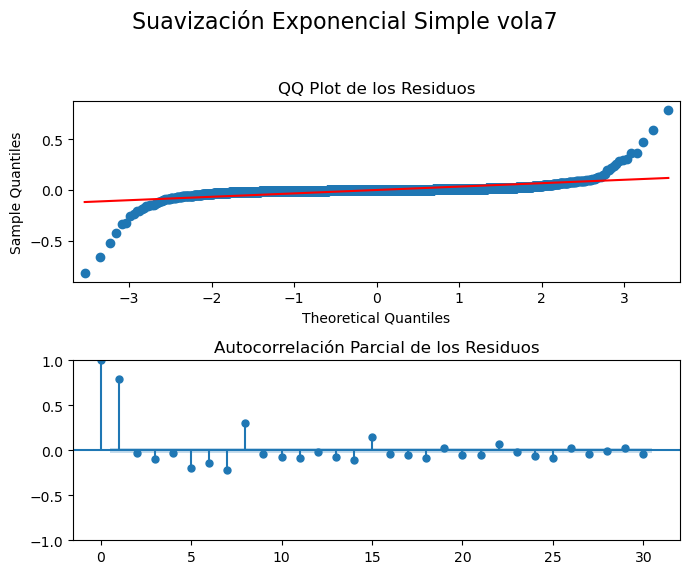 Suavización Exponencial Simple vola7
QQ Plot de los Residuos
Sample Quantiles
0.5
0.0
−0.5
−3 −2 −1 0 1 2 3
Theoretical Quantiles
Autocorrelación Parcial de los Residuos
1.0
0.5
0.0
−0.5
−1.0
0 5 10 15 20 25 30